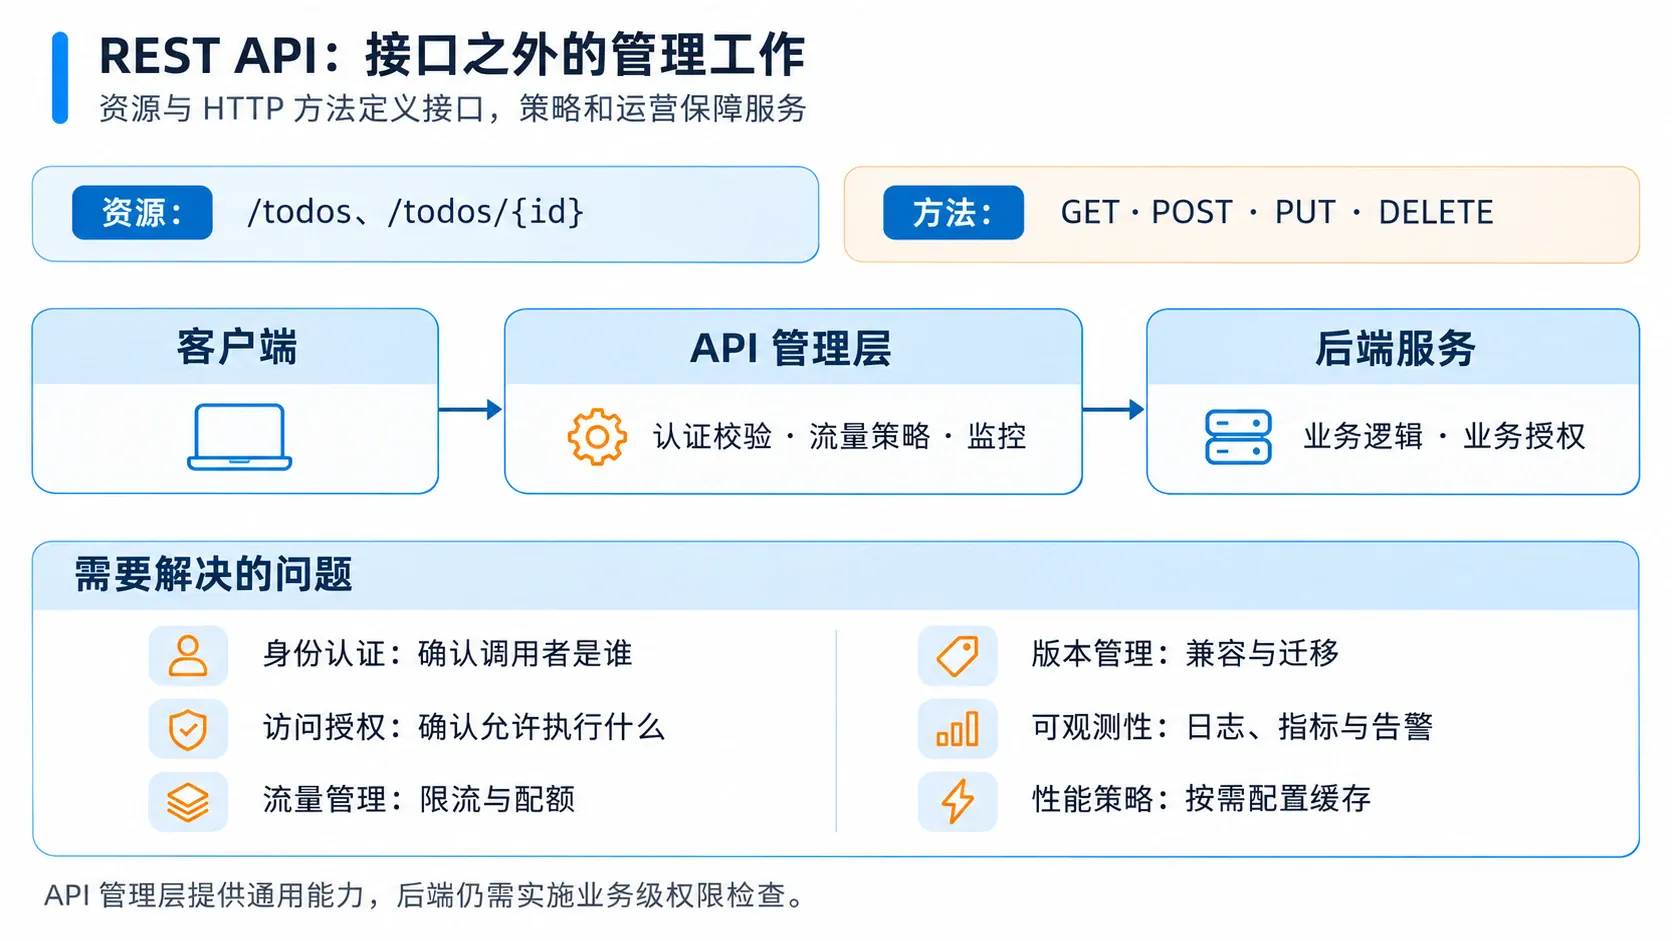 REST API：接口之外的管理工作
资源与 HTTP 方法定义接口，策略和运营保障服务
资源： /todos、/todos/{id}
方法： GET · POST · PUT · DELETE
客户端
API 管理层
认证校验 · 流量策略 · 监控
后端服务
业务逻辑 · 业务授权
需要解决的问题
身份认证：确认调用者是谁
访问授权：确认允许执行什么
流量管理：限流与配额
版本管理：兼容与迁移
可观测性：日志、指标与告警
性能策略：按需配置缓存
API 管理层提供通用能力，后端仍需实施业务级权限检查。